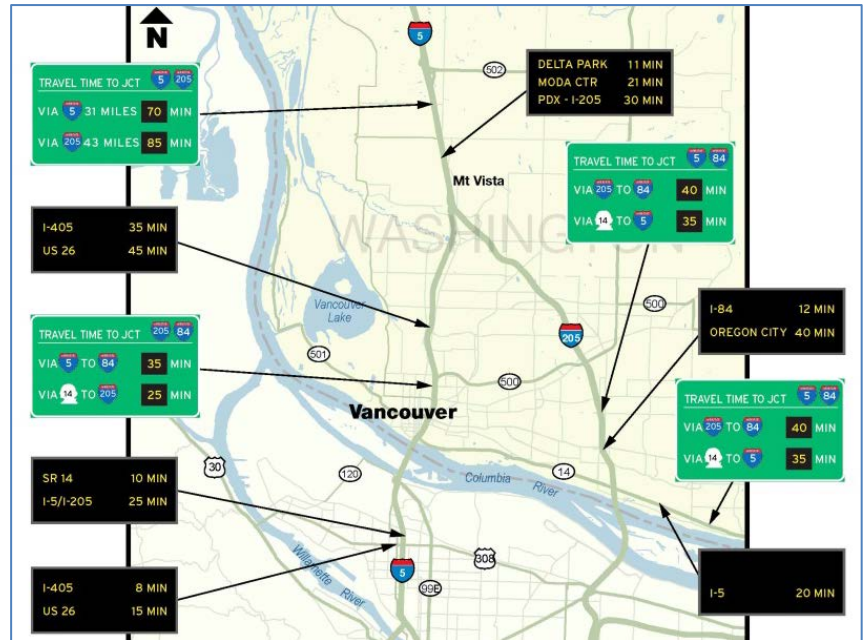 N
5
502
DELTA PARK 11 MIN
MODA CTR 21 MIN
PDX - I-205 30 MIN
TRAVEL TIME TO JCT 5 205
VIA 5 31 MILES 70 MIN
VIA 205 43 MILES 85 MIN
TRAVEL TIME TO JCT 5 84
VIA 205 TO 84 40 MIN
VIA 14 TO 5 35 MIN
Mt Vista
WASHINGTON
I-405 35 MIN
US 26 45 MIN
Vancouver
Lake
500
205
I-84 12 MIN
OREGON CITY 40 MIN
TRAVEL TIME TO JCT 205 84
VIA 5 TO 84 35 MIN
VIA 14 TO 205 25 MIN
501
500
TRAVEL TIME TO JCT 5 84
VIA 205 TO 84 40 MIN
VIA 14 TO 5 35 MIN
Vancouver
30
120
14
Columbia
River
SR 14 10 MIN
I-5/I-205 25 MIN
Willamette
River
308
5
99E
I-405 8 MIN
US 26 15 MIN
I-5 20 MIN